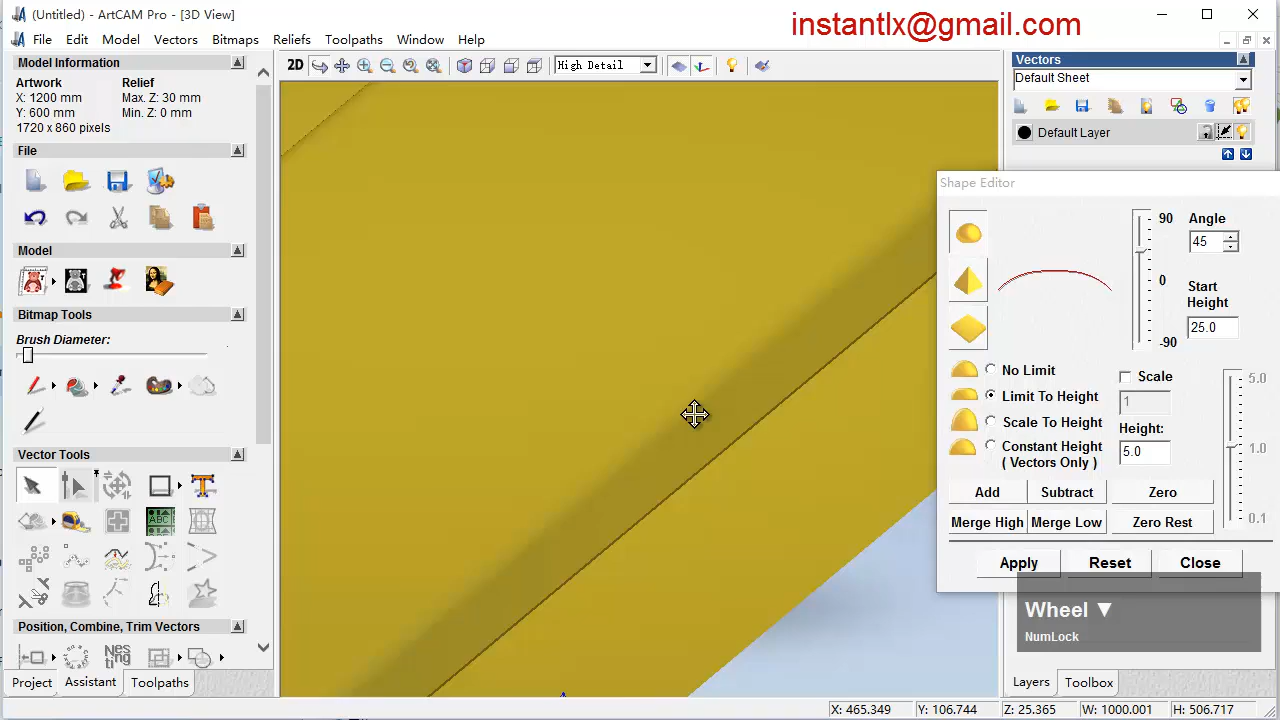 (Untitled) - ArtCAM Pro - [3D View]
instantlx@gmail.com
File Edit Model Vectors Bitmaps Reliefs Toolpaths Window Help
Model Information
Artwork Relief
X: 1200 mm Max. Z: 30 mm
Y: 600 mm Min. Z: 0 mm
1720 x 860 pixels
File
Model
Bitmap Tools
Brush Diameter:
Vector Tools
ABC
Position, Combine, Trim Vectors
Nes
ting
Project Assistant Toolpaths
2D High Detail
Vectors
Default Sheet
Default Layer
Shape Editor
90 Angle
45
0 Start
Height
25.0
-90
No Limit
Limit To Height
Scale To Height
Constant Height
( Vectors Only )
Scale 5.0
1
Height:
5.0 1.0
Add Subtract Zero
Merge High Merge Low Zero Rest 0.1
Apply Reset Close
Wheel ▼
NumLock
Layers Toolbox
X: 465.349 Y: 106.744 Z: 25.365 W: 1000.001 H: 506.717